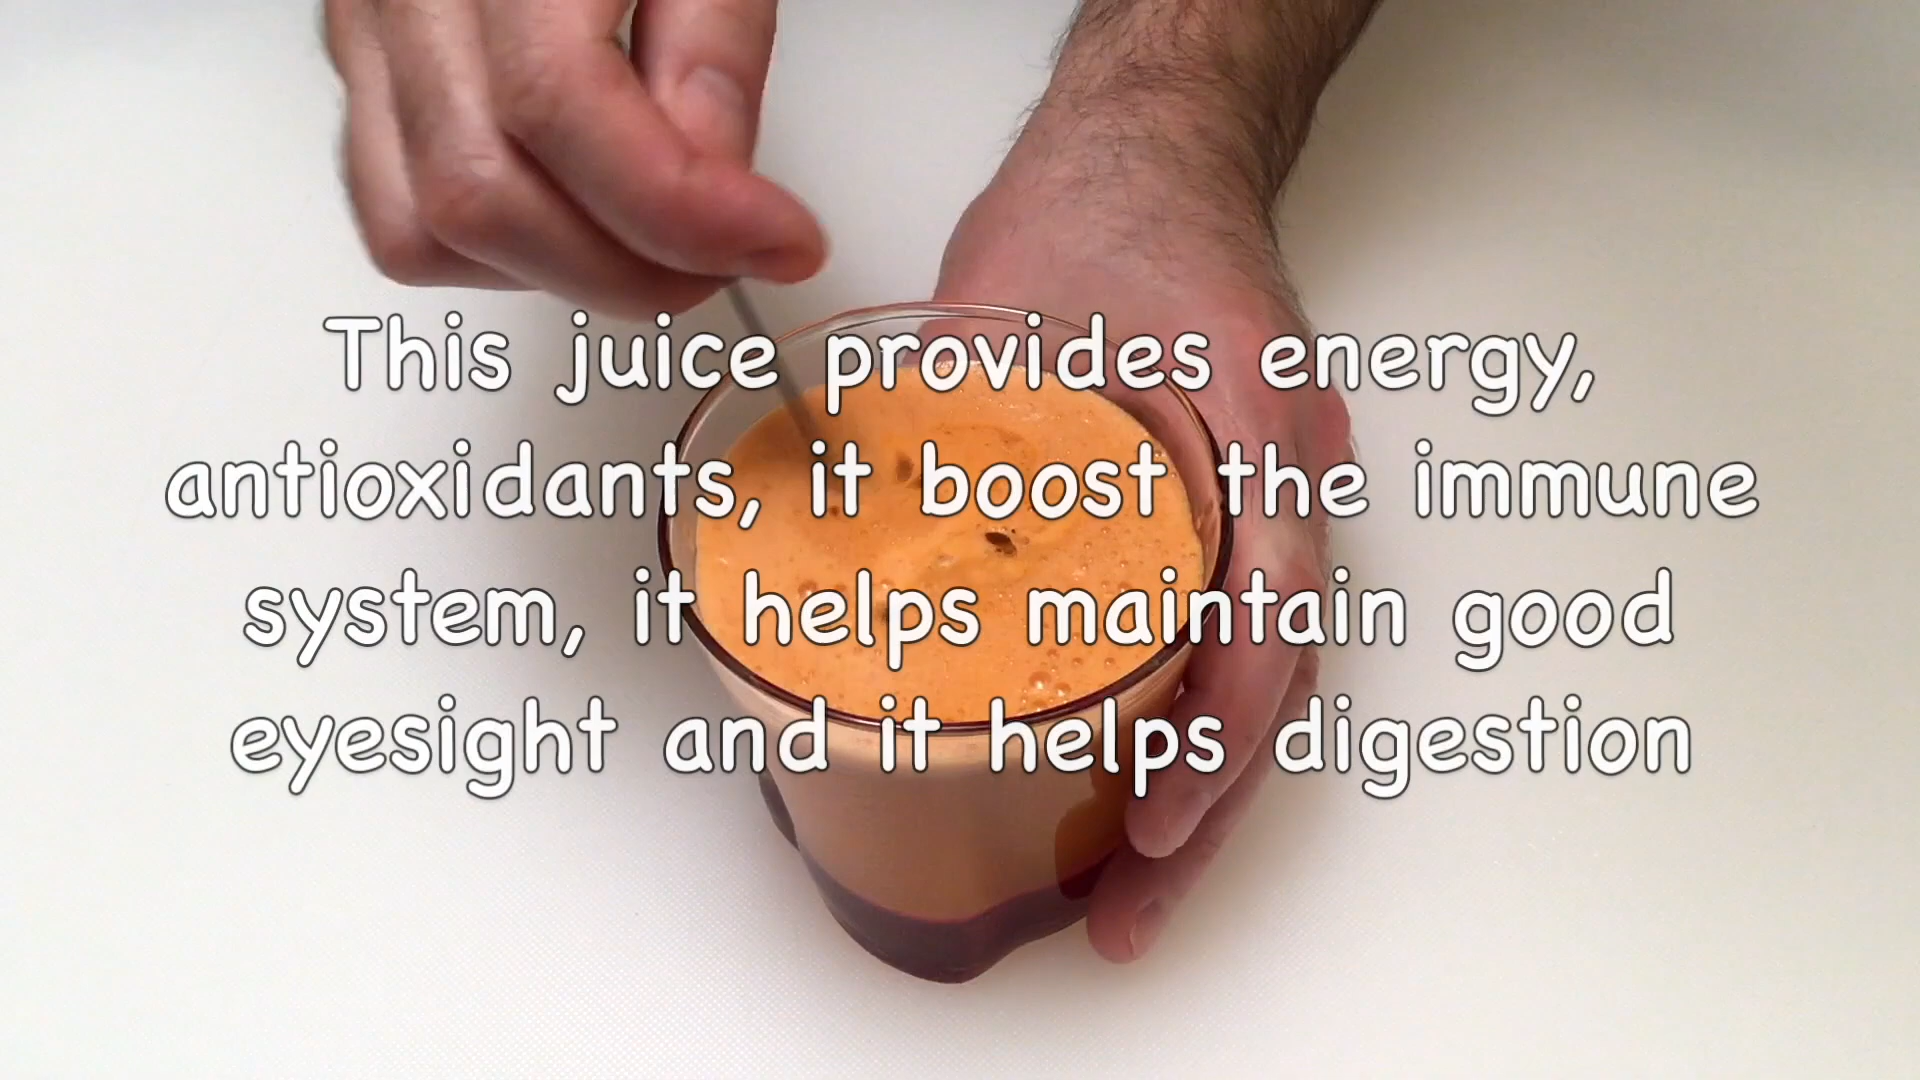 This juice provides energy,
antioxidants, it boost the immune
system, it helps maintain good
eyesight and it helps digestion